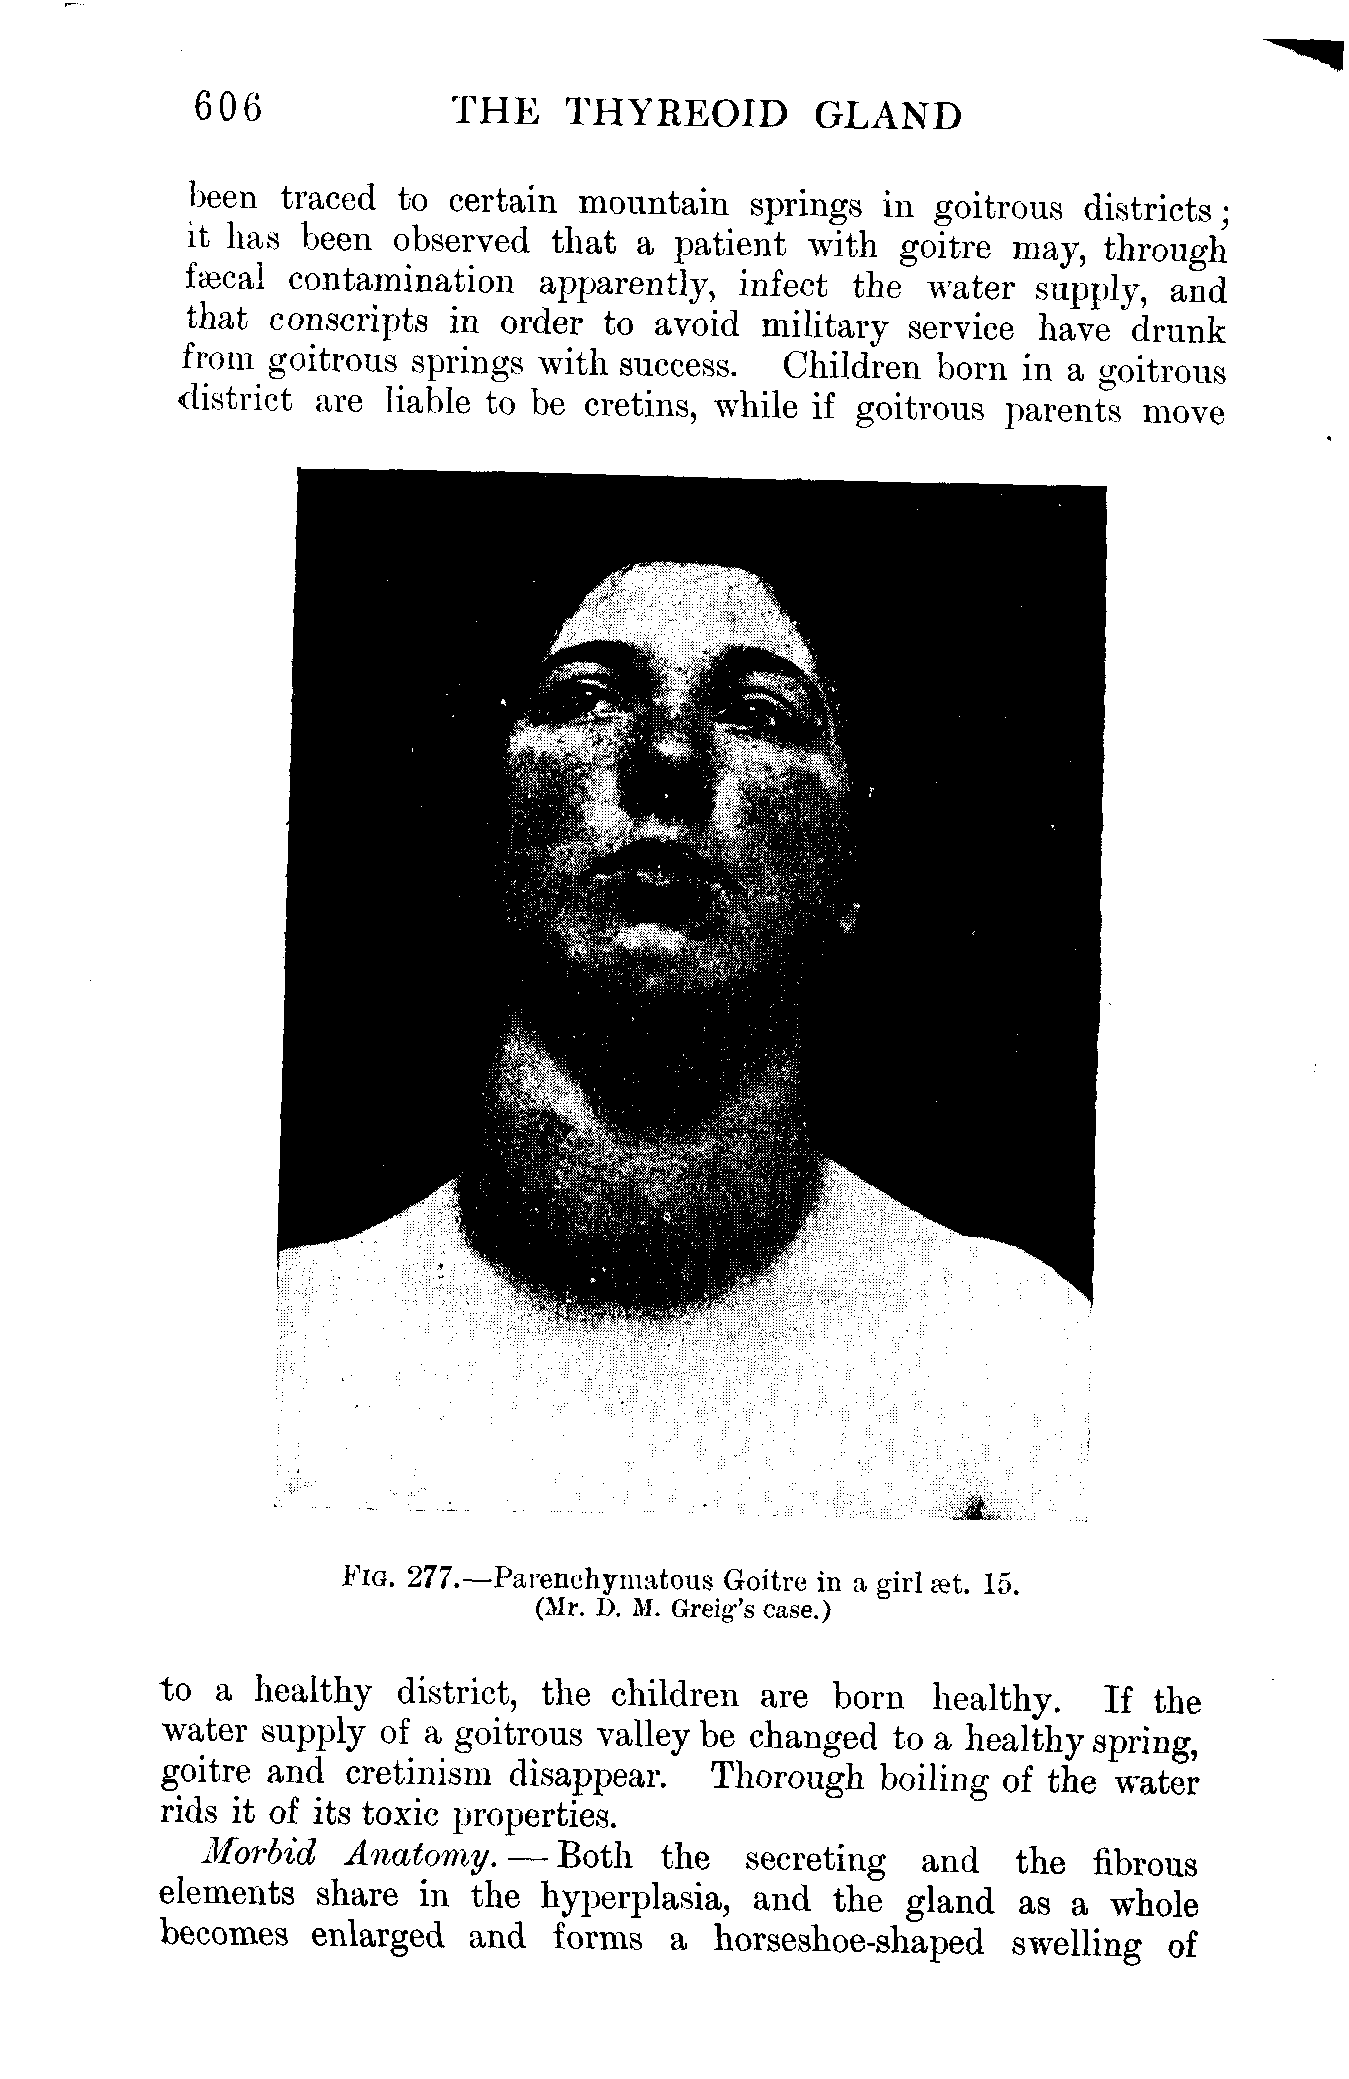 606 THE THYREOID GLAND
been traced to certain mountain springs in goitrous districts;
it has been observed that a patient with goitre may, through
fæcal contamination apparently, infect the water supply, and
that conscripts in order to avoid military service have drunk
from goitrous springs with success. Children born in a goitrous
district are liable to be cretins, while if goitrous parents move
FIG. 277.—Parenchymatous Goitre in a girl æt. 15.
(Mr. D. M. Greig's case.)
to a healthy district, the children are born healthy. If the
water supply of a goitrous valley be changed to a healthy spring,
goitre and cretinism disappear. Thorough boiling of the water
rids it of its toxic properties.
Morbid Anatomy. — Both the secreting and the fibrous
elements share in the hyperplasia, and the gland as a whole
becomes enlarged and forms a horseshoe-shaped swelling of